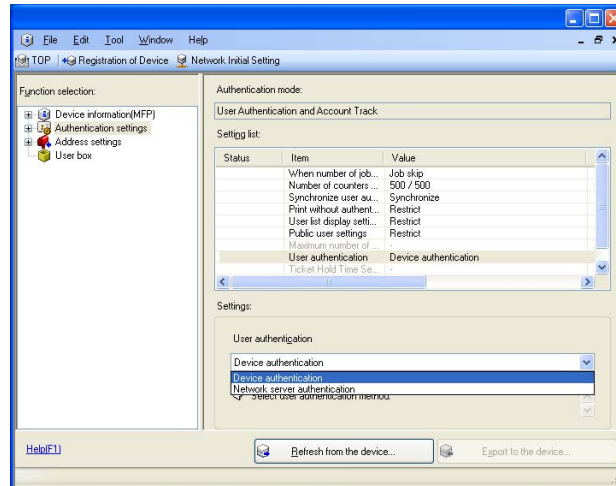 File Edit Tool Window Help
TOP Registration of Device Network Initial Setting
Function selection:
Device information(MFP)
Authentication settings
Address settings
User box
Authentication mode:
User Authentication and Account Track
Setting list:
Status Item Value
When number of job... Job skip
Number of counters ... 500 / 500
Synchronize user au... Synchronize
Print without authent... Restrict
User list display setti... Restrict
Public user settings Restrict
Maximum number of ... -
User authentication Device authentication
Ticket Hold Time Se... -
Settings:
User authentication
Device authentication
Device authentication
Network server authentication
Select user authentication method.
Help(F1)
Refresh from the device...
Export to the device...